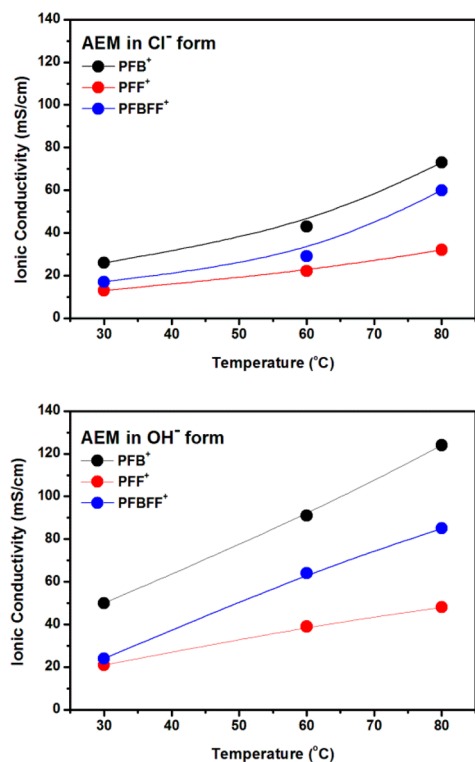 AEM in Cl⁻ form
PFB⁺
PFF⁺
PFBFF⁺
Ionic Conductivity (mS/cm)
140
120
100
80
60
40
20
0
30 40 50 60 70 80
Temperature (°C)
AEM in OH⁻ form
PFB⁺
PFF⁺
PFBFF⁺
Ionic Conductivity (mS/cm)
140
120
100
80
60
40
20
0
30 40 50 60 70 80
Temperature (°C)